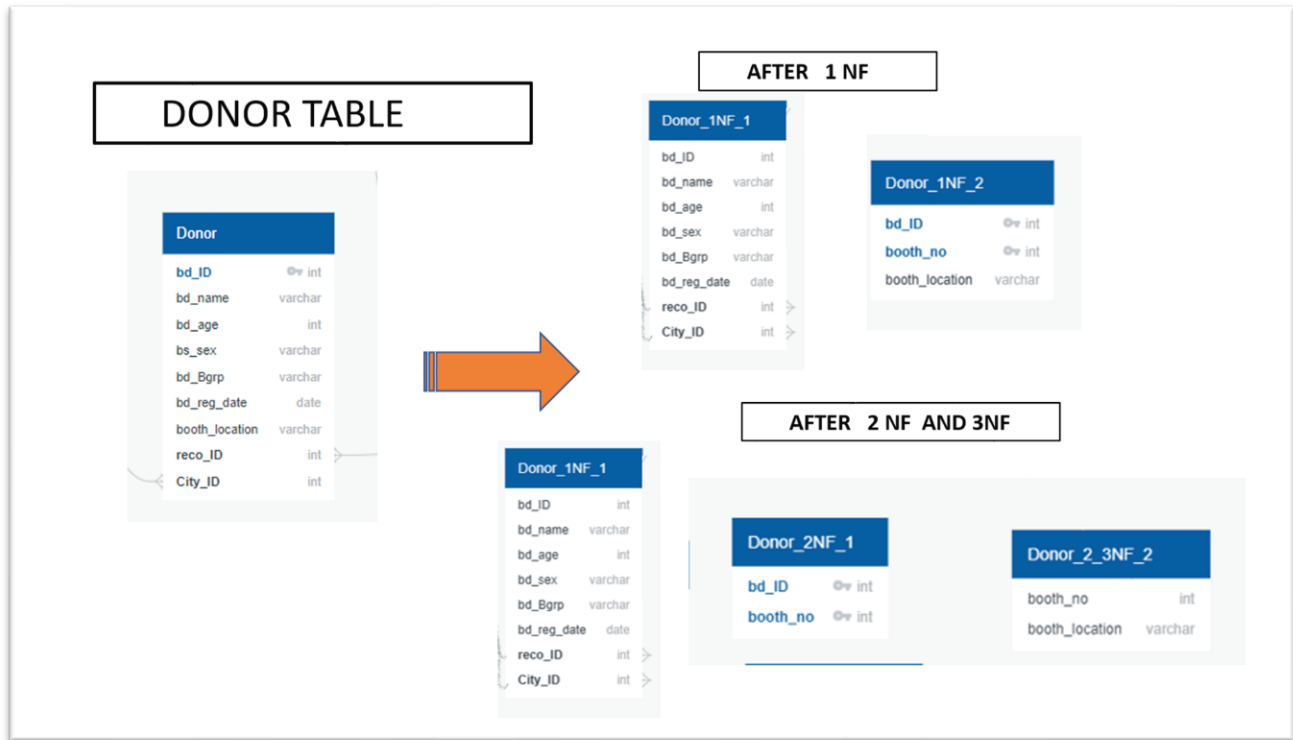 DONOR TABLE
Donor
bd_ID int
bd_name varchar
bd_age int
bs_sex varchar
bd_Bgrp varchar
bd_reg_date date
booth_location varchar
reco_ID int
City_ID int
AFTER 1 NF
Donor_1NF_1
bd_ID int
bd_name varchar
bd_age int
bd_sex varchar
bd_Bgrp varchar
bd_reg_date date
reco_ID int
City_ID int
Donor_1NF_2
bd_ID int
booth_no int
booth_location varchar
AFTER 2 NF AND 3NF
Donor_1NF_1
bd_ID int
bd_name varchar
bd_age int
bd_sex varchar
bd_Bgrp varchar
bd_reg_date date
reco_ID int
City_ID int
Donor_2NF_1
bd_ID int
booth_no int
Donor_2_3NF_2
booth_no int
booth_location varchar